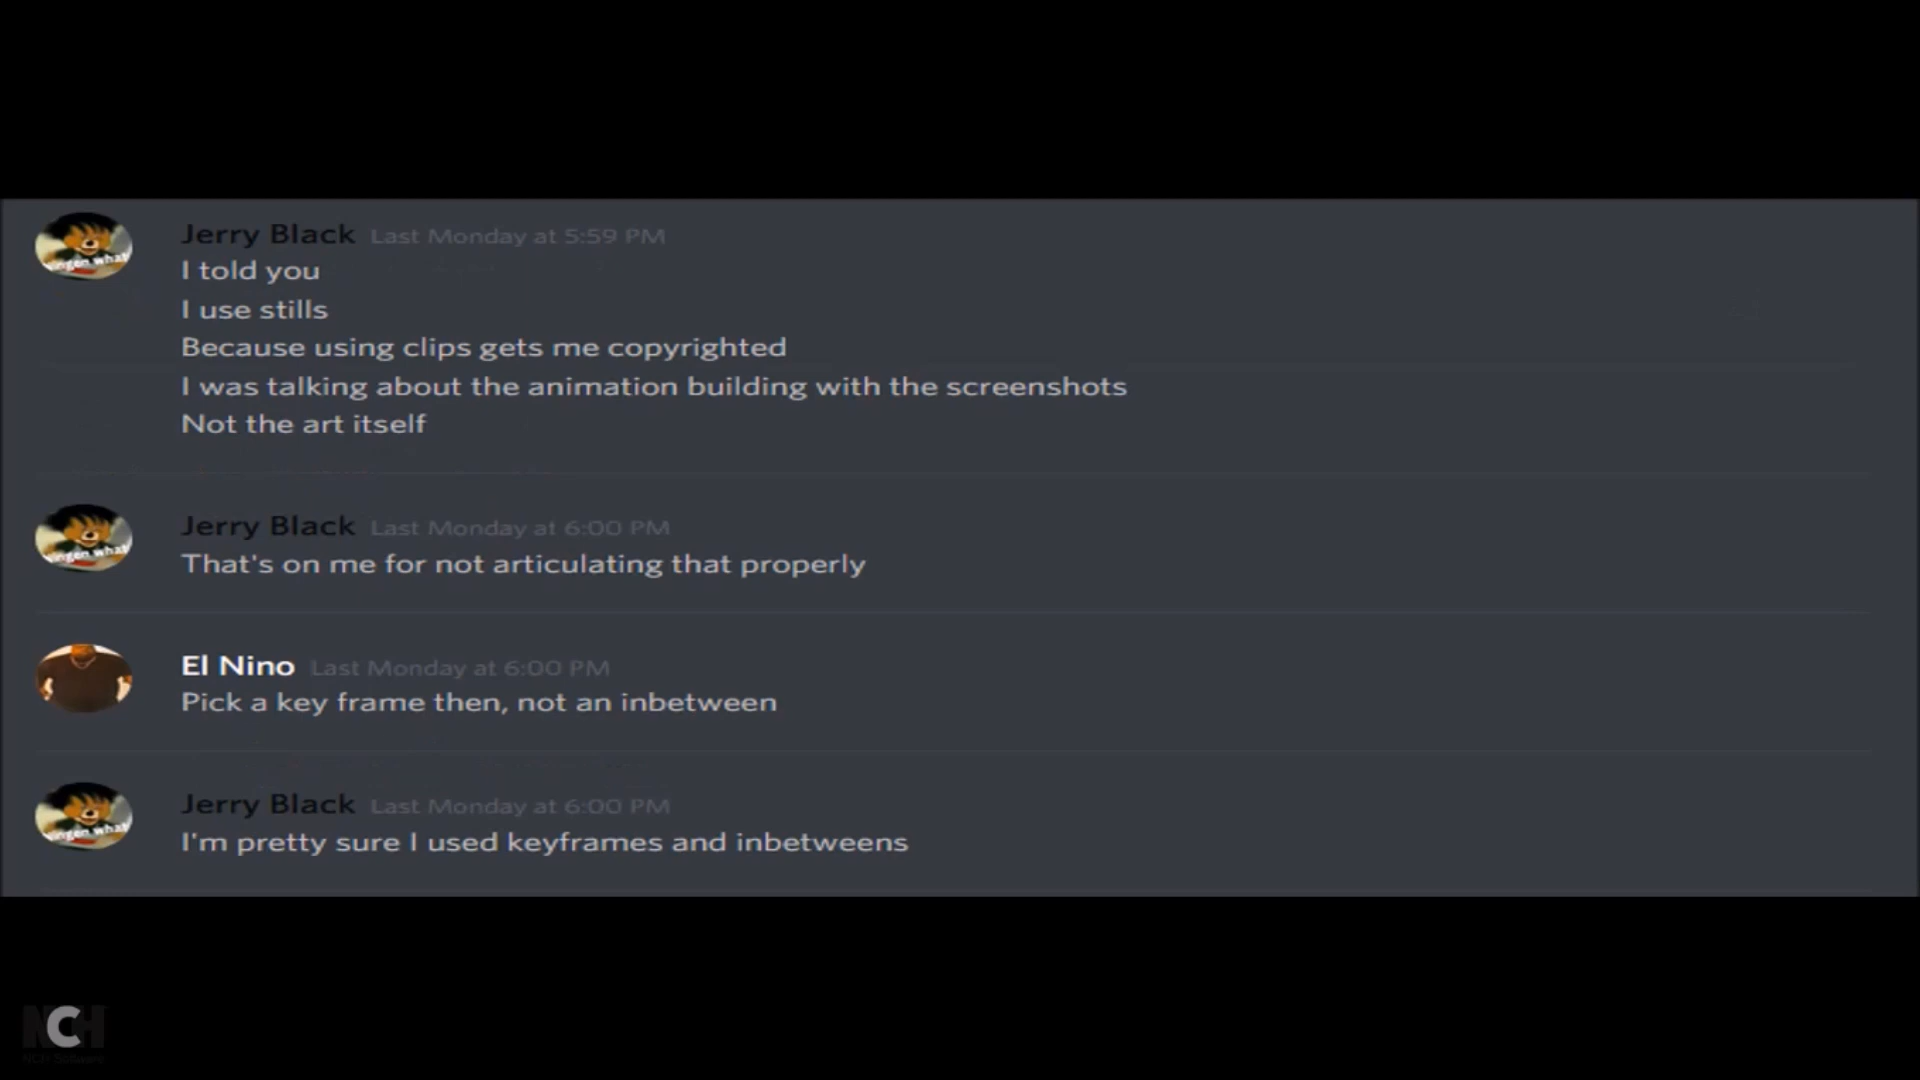 Jerry Black Last Monday at 5:59 PM
I told you
I use stills
Because using clips gets me copyrighted
I was talking about the animation building with the screenshots
Not the art itself
Jerry Black Last Monday at 6:00 PM
That's on me for not articulating that properly
El Nino Last Monday at 6:00 PM
Pick a key frame then, not an inbetween
Jerry Black Last Monday at 6:00 PM
I'm pretty sure I used keyframes and inbetweens
NCH